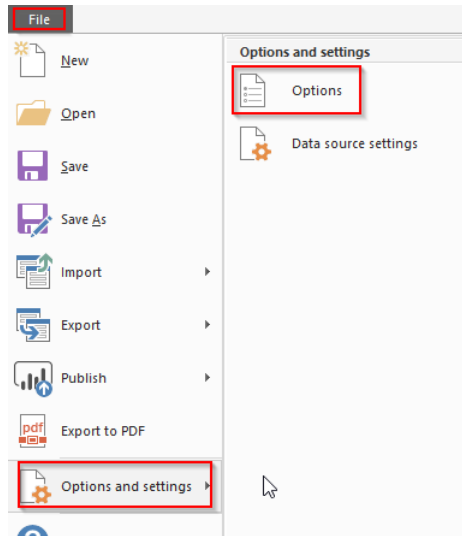 File
New
Open
Save
Save As
Import
Export
Publish
pdf
Export to PDF
Options and settings
Options and settings
Options
Data source settings